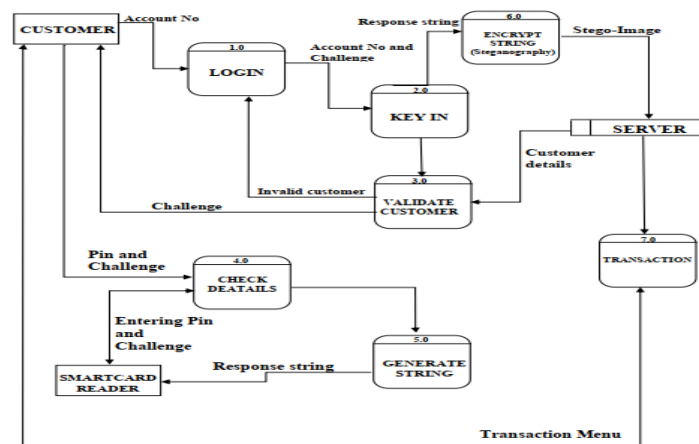 CUSTOMER
Account No
1.0
LOGIN
Account No and
Challenge
Response string
6.0
ENCRYPT
STRING
(Steganography)
Stego-Image
2.0
KEY IN
SERVER
Customer
details
Invalid customer
3.0
VALIDATE
CUSTOMER
Challenge
7.0
TRANSACTION
Pin and
Challenge
4.0
CHECK
DEATAILS
Entering Pin
and
Challenge
5.0
GENERATE
STRING
Response string
SMARTCARD
READER
Transaction Menu